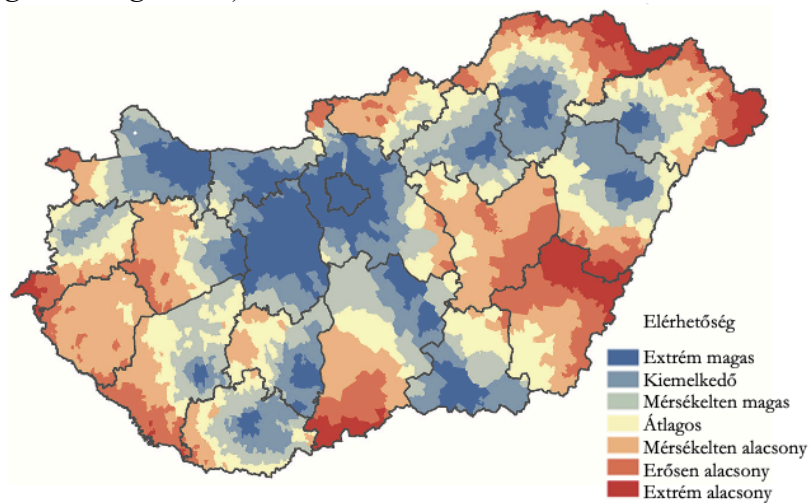 Elérhetőség
Extrém magas
Kiemelkedő
Mérsékelten magas
Átlagos
Mérsékelten alacsony
Erősen alacsony
Extrém alacsony